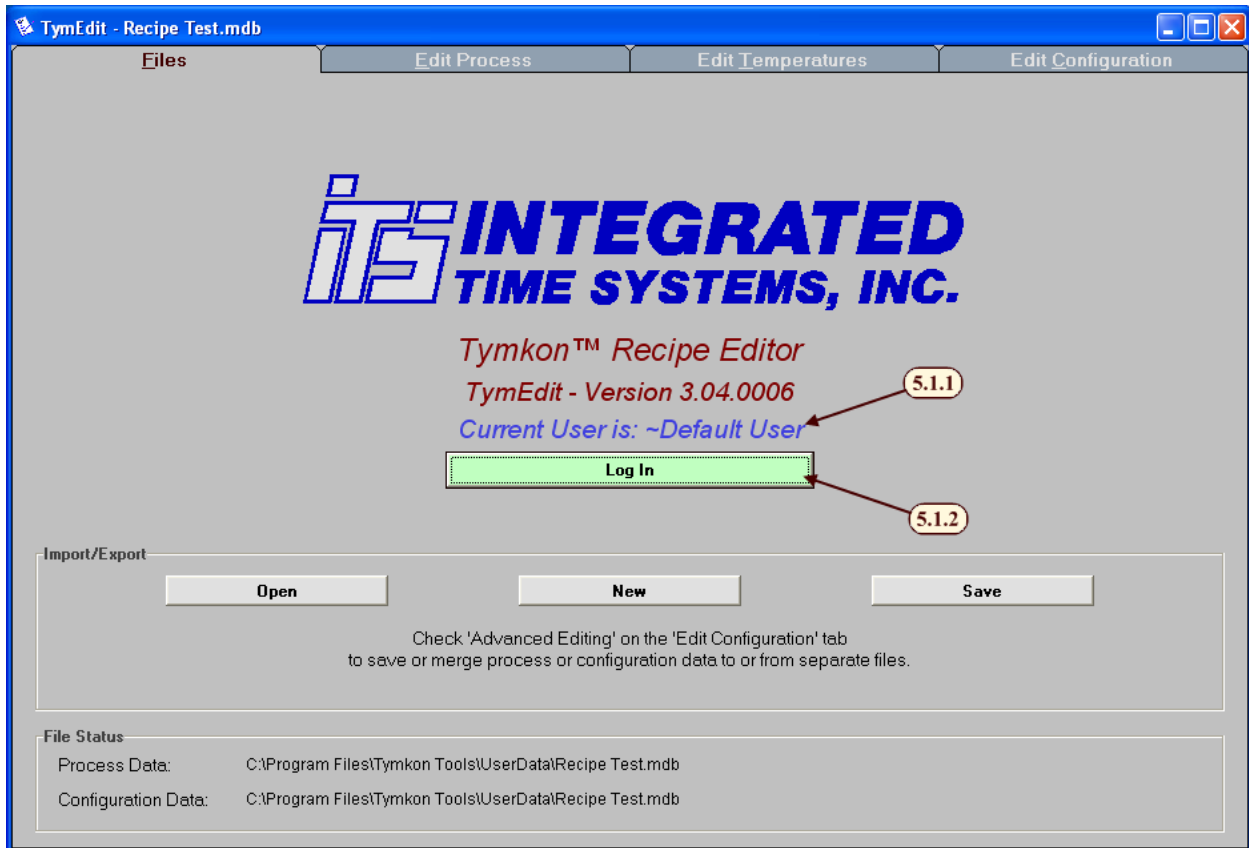 TymEdit - Recipe Test.mdb
Files Edit Process Edit Temperatures Edit Configuration
iTS INTEGRATED
TIME SYSTEMS, INC.
Tymkon™ Recipe Editor
TymEdit - Version 3.04.0006
5.1.1
Current User is: ~Default User
Log In
5.1.2
Import/Export
Open New Save
Check 'Advanced Editing' on the 'Edit Configuration' tab
to save or merge process or configuration data to or from separate files.
File Status
Process Data: C:\Program Files\Tymkon Tools\UserData\Recipe Test.mdb
Configuration Data: C:\Program Files\Tymkon Tools\UserData\Recipe Test.mdb